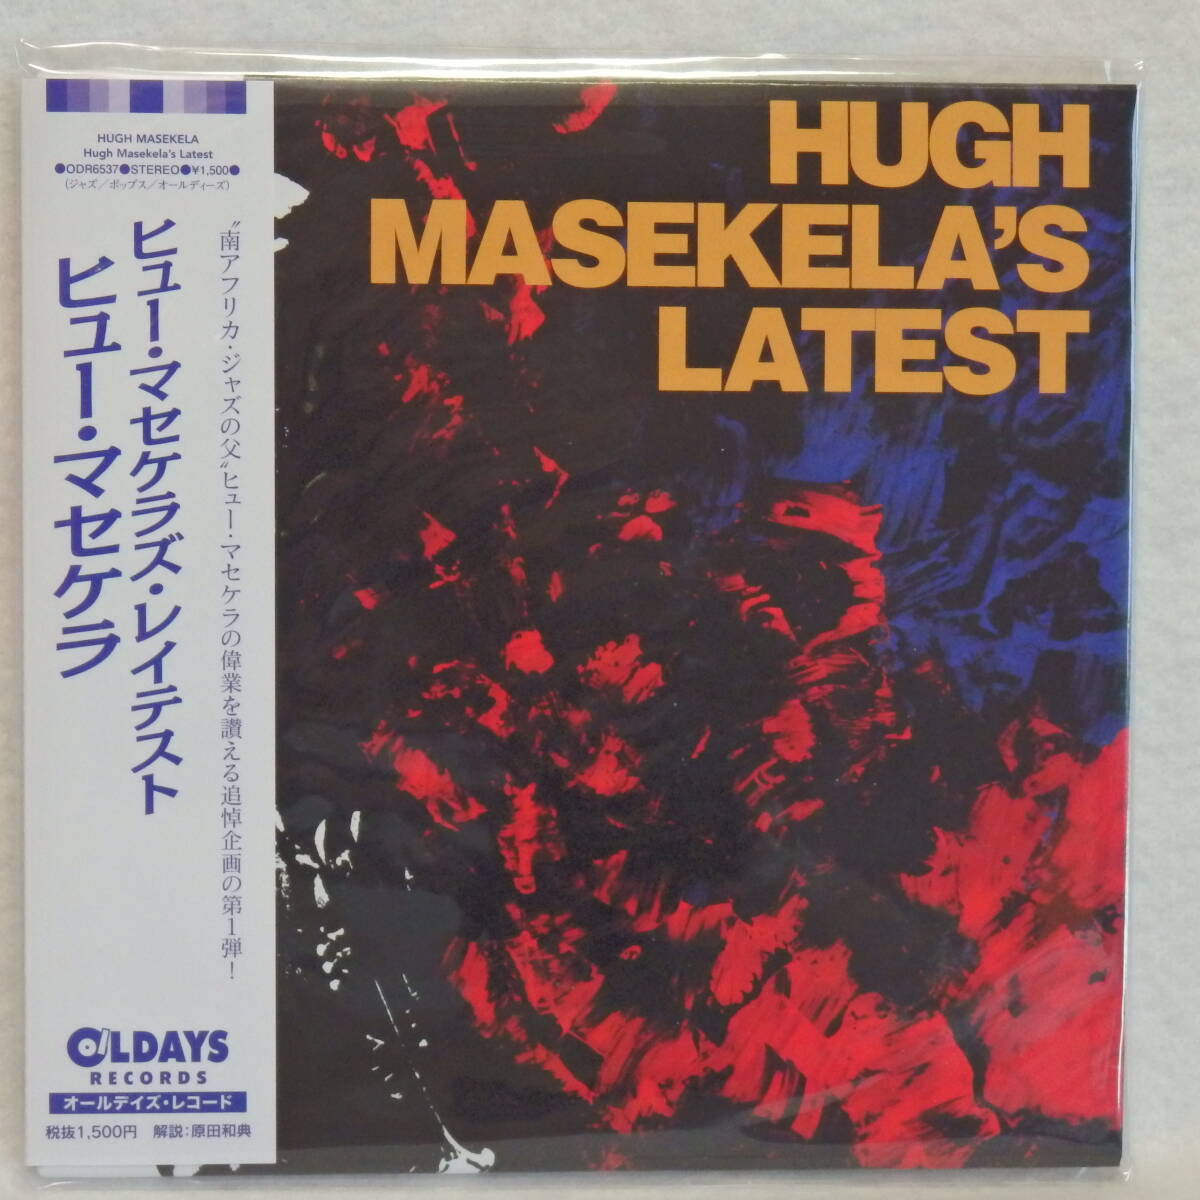 HUGH MASEKELA
Hugh Masekela's Latest
●ODR6537●STEREO●¥1,500●
(ジャズ/ポップス/オールディーズ)
〝南アフリカ・ジャズの父〟ヒュー・マセケラの偉業を讃える追悼企画の第1弾!
ヒュー・マセケラズ・レイテスト
ヒュー・マセケラ
OLDAYS
RECORDS
オールデイズ・レコード
税抜1,500円 解説:原田和典
HUGH
MASEKELA'S
LATEST